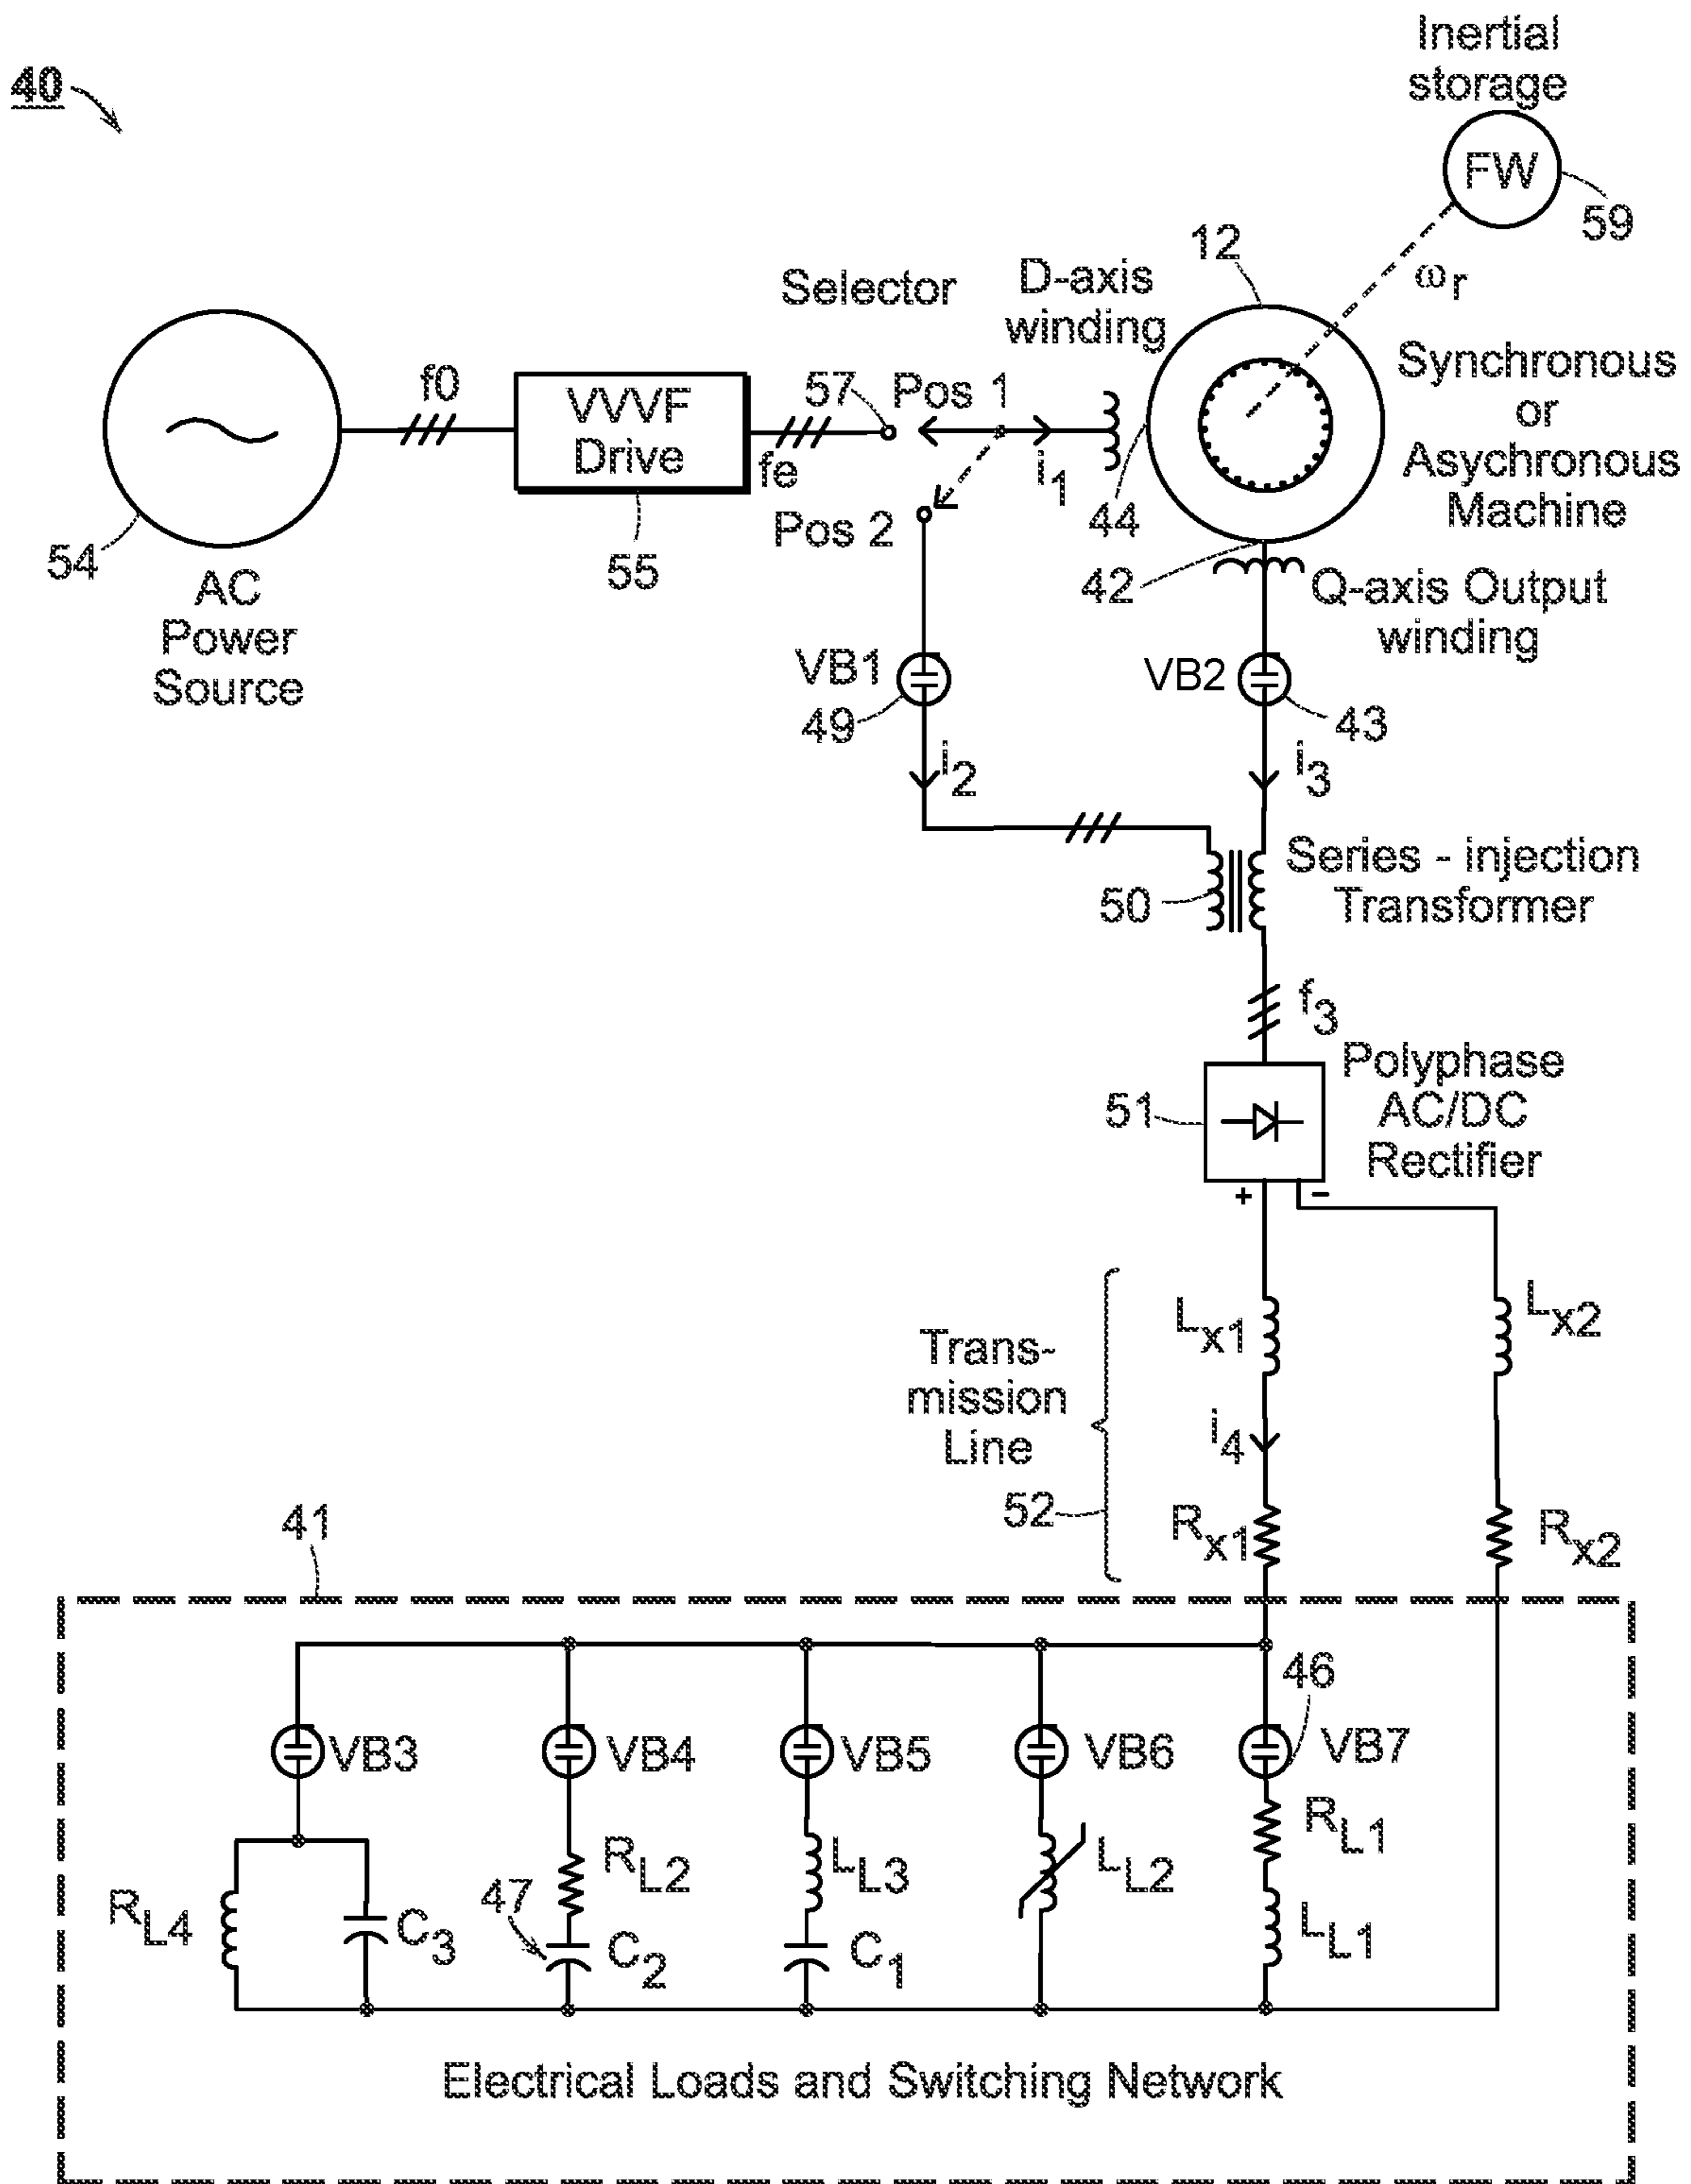 40
Inertial
storage
FW
59
ωr
12
D-axis
winding
Selector
Synchronous
or
Asychronous
Machine
f0
VVVF
Drive
57
Pos 1
fe
i1
44
Pos 2
54
55
42
AC
Power
Source
Q-axis Output
winding
VB1
49
VB2
43
i2
i3
Series - injection
Transformer
50
f3
Polyphase
AC/DC
Rectifier
51
+
−
Lx1
Lx2
Trans-
mission
Line
52
i4
Rx1
Rx2
41
46
VB3
VB4
VB5
VB6
VB7
RL4
C3
47
RL2
C2
LL3
C1
LL2
RL1
LL1
Electrical Loads and Switching Network